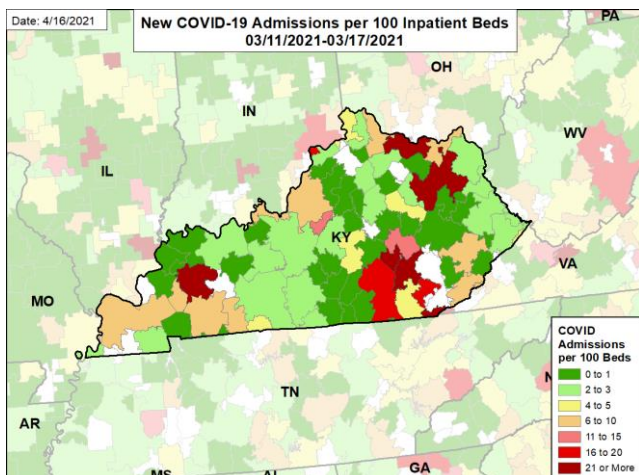 Date: 4/16/2021
New COVID-19 Admissions per 100 Inpatient Beds
03/11/2021-03/17/2021
PA
OH
IN
WV
IL
KY
VA
MO
TN
AR
MS
AL
GA
COVID
Admissions
per 100 Beds
0 to 1
2 to 3
4 to 5
6 to 10
11 to 15
16 to 20
21 or More